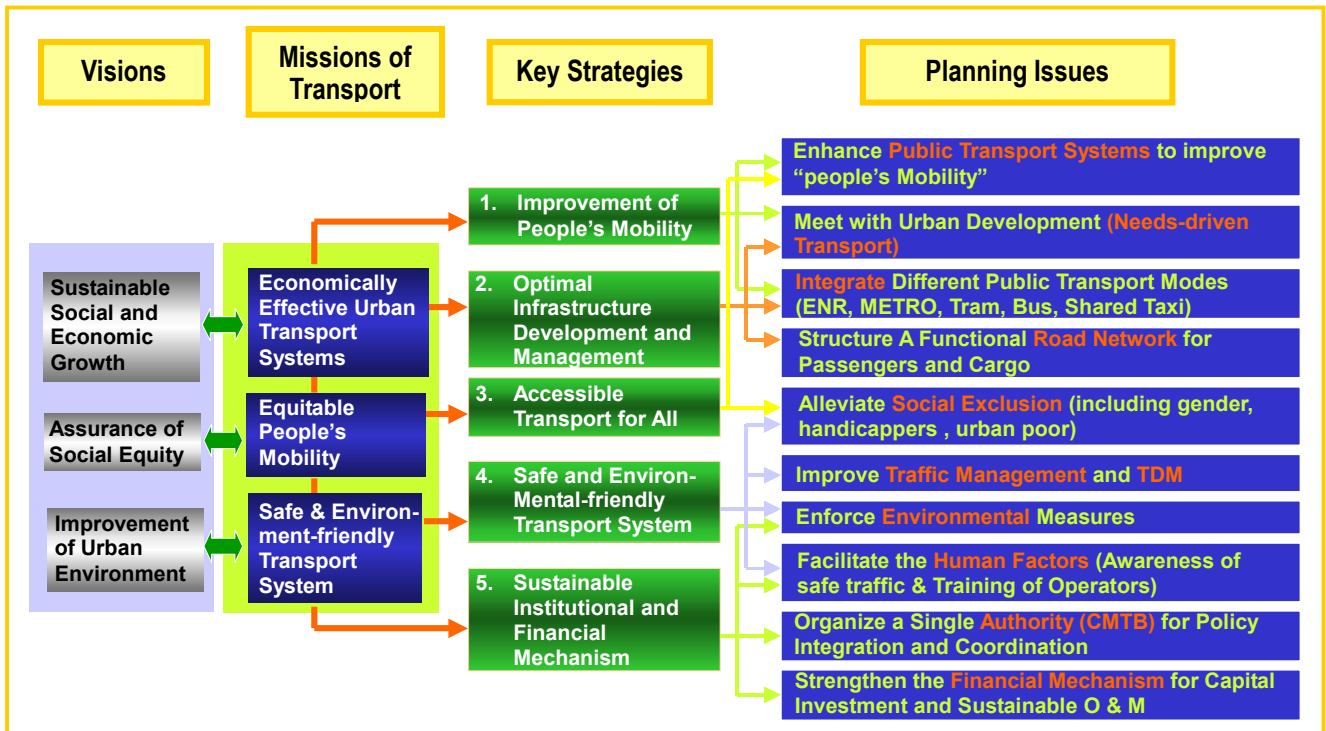 Visions
Missions of
Transport
Key Strategies
Planning Issues
Sustainable
Social and
Economic
Growth
Assurance of
Social Equity
Improvement
of Urban
Environment
Economically
Effective Urban
Transport
Systems
Equitable
People’s
Mobility
Safe & Environ-
ment-friendly
Transport
System
1. Improvement of
People’s Mobility
2. Optimal
Infrastructure
Development and
Management
3. Accessible
Transport for All
4. Safe and Environ-
Mental-friendly
Transport System
5. Sustainable
Institutional and
Financial
Mechanism
Enhance Public Transport Systems to improve
“people’s Mobility”
Meet with Urban Development (Needs-driven
Transport)
Integrate Different Public Transport Modes
(ENR, METRO, Tram, Bus, Shared Taxi)
Structure A Functional Road Network for
Passengers and Cargo
Alleviate Social Exclusion (including gender,
handicappers , urban poor)
Improve Traffic Management and TDM
Enforce Environmental Measures
Facilitate the Human Factors (Awareness of
safe traffic & Training of Operators)
Organize a Single Authority (CMTB) for Policy
Integration and Coordination
Strengthen the Financial Mechanism for Capital
Investment and Sustainable O & M